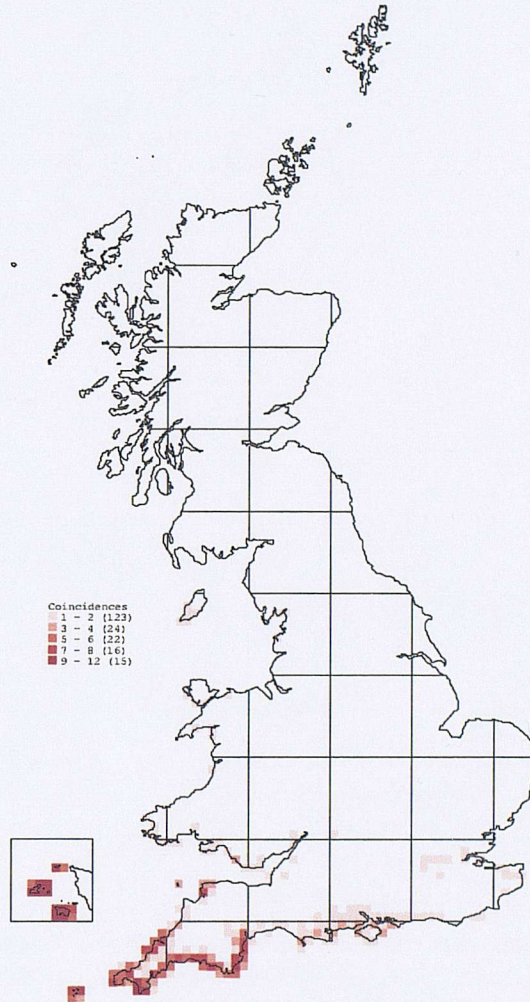 Coincidences
1 - 2 (123)
3 - 4 (24)
5 - 6 (22)
7 - 8 (16)
9 - 12 (15)